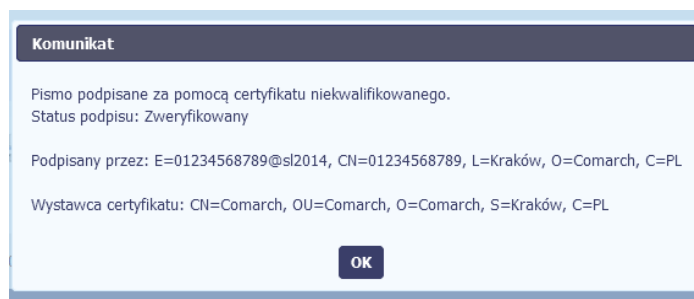 Komunikat
Pismo podpisane za pomocą certyfikatu niekwalifikowanego.
Status podpisu: Zweryfikowany
Podpisany przez: E=01234568789@sl2014, CN=01234568789, L=Kraków, O=Comarch, C=PL
Wystawca certyfikatu: CN=Comarch, OU=Comarch, O=Comarch, S=Kraków, C=PL
OK